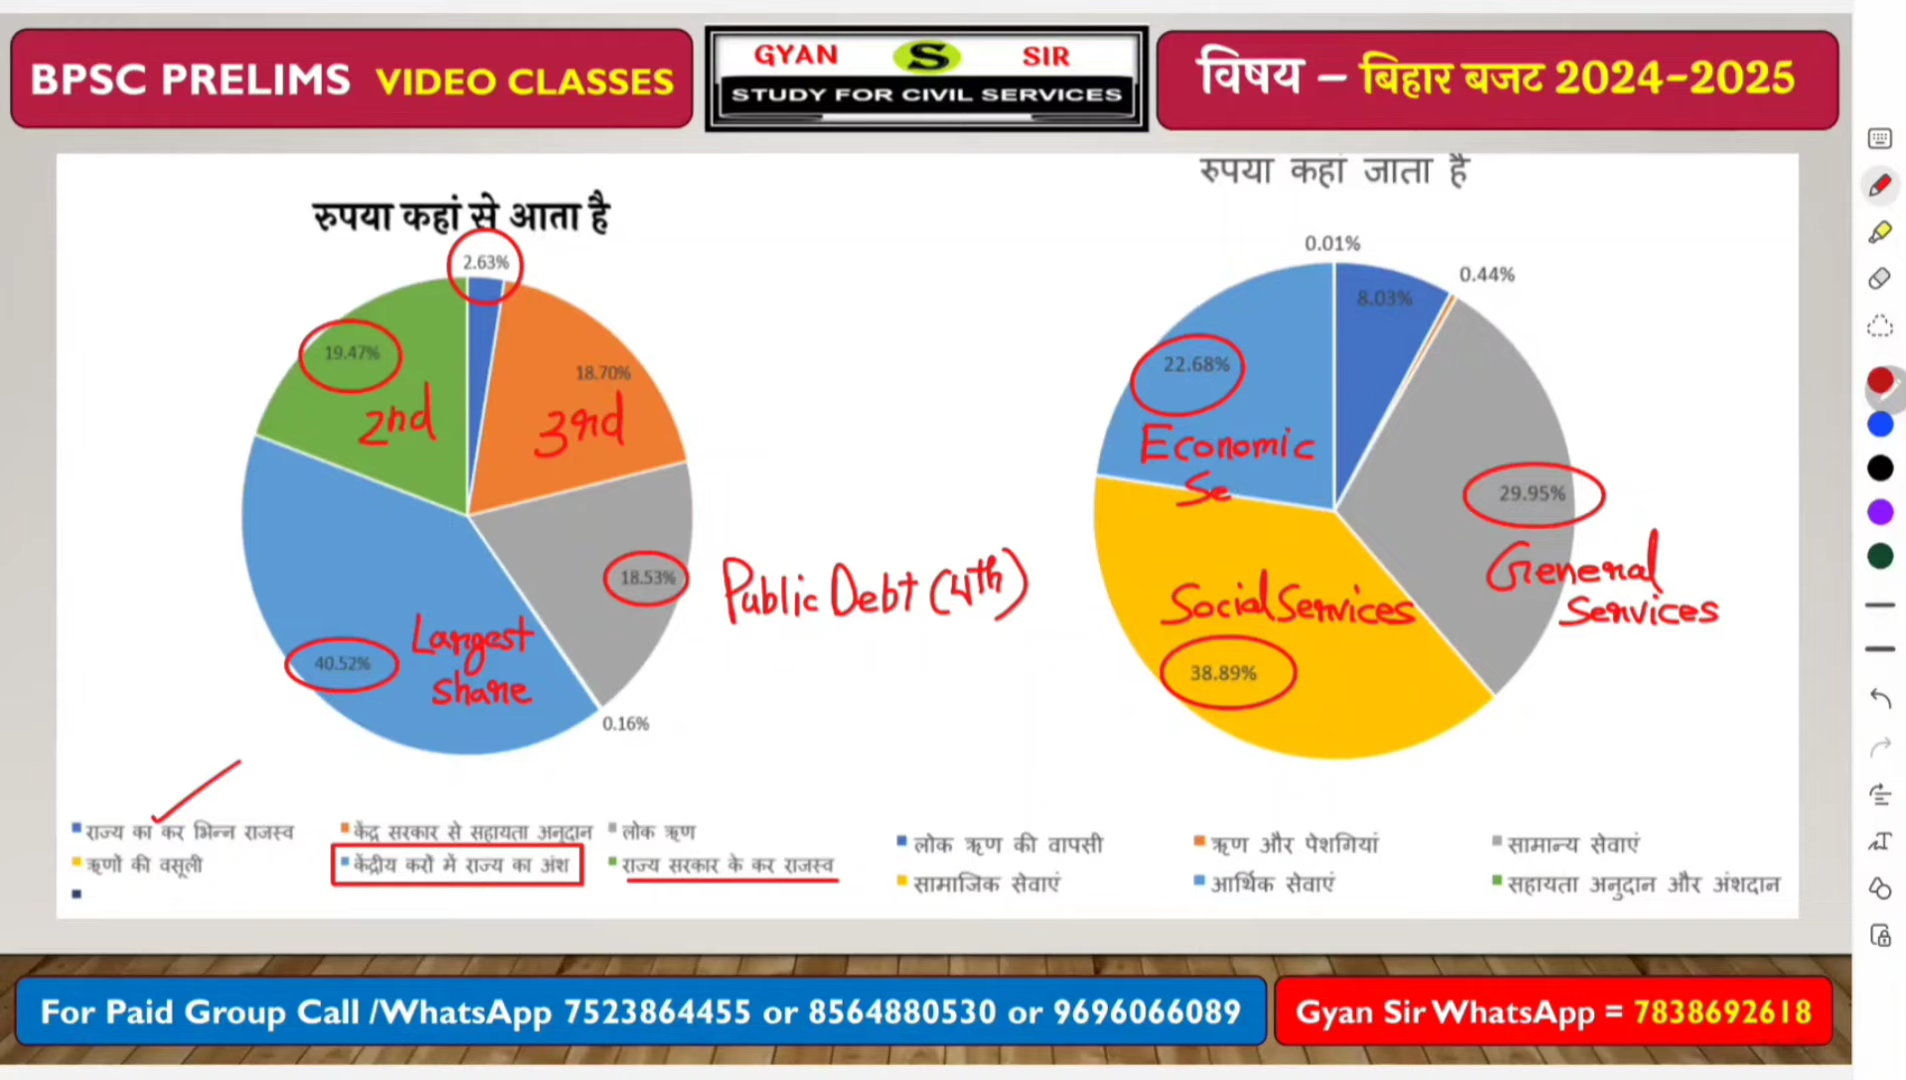 BPSC PRELIMS VIDEO CLASSES
GYAN S SIR
STUDY FOR CIVIL SERVICES
विषय – बिहार बजट 2024-2025
रुपया कहां से आता है
2.63%
19.47%
2nd
18.70%
3rd
18.53%
Public Debt (4th)
40.52%
Largest
share
0.16%
राज्य का कर भिन्न राजस्व
केंद्र सरकार से सहायता अनुदान
लोक ऋण
ऋणों की वसूली
केंद्रीय करों में राज्य का अंश
राज्य सरकार के कर राजस्व
रुपया कहां जाता है
0.01%
0.44%
8.03%
22.68%
Economic
Se
29.95%
General
Services
Social Services
38.89%
लोक ऋण की वापसी
ऋण और पेशगियां
सामान्य सेवाएं
सामाजिक सेवाएं
आर्थिक सेवाएं
सहायता अनुदान और अंशदान
For Paid Group Call /WhatsApp 7523864455 or 8564880530 or 9696066089
Gyan Sir WhatsApp = 7838692618